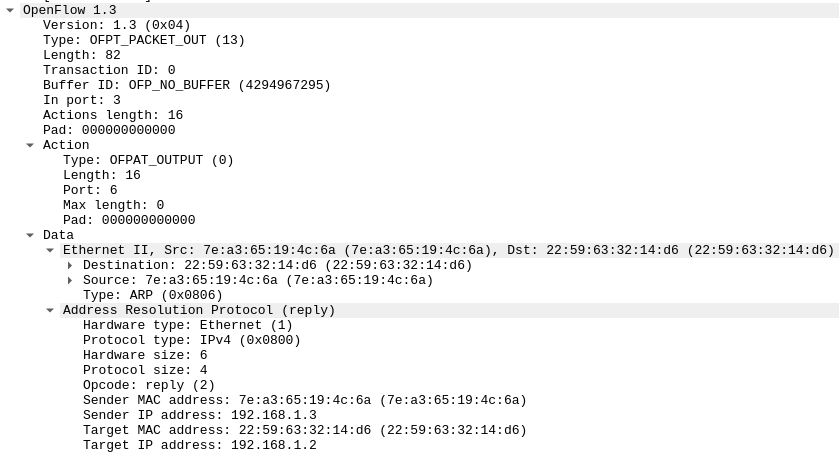 OpenFlow 1.3
Version: 1.3 (0x04)
Type: OFPT_PACKET_OUT (13)
Length: 82
Transaction ID: 0
Buffer ID: OFP_NO_BUFFER (4294967295)
In port: 3
Actions length: 16
Pad: 000000000000
Action
Type: OFPAT_OUTPUT (0)
Length: 16
Port: 6
Max length: 0
Pad: 000000000000
Data
Ethernet II, Src: 7e:a3:65:19:4c:6a (7e:a3:65:19:4c:6a), Dst: 22:59:63:32:14:d6 (22:59:63:32:14:d6)
Destination: 22:59:63:32:14:d6 (22:59:63:32:14:d6)
Source: 7e:a3:65:19:4c:6a (7e:a3:65:19:4c:6a)
Type: ARP (0x0806)
Address Resolution Protocol (reply)
Hardware type: Ethernet (1)
Protocol type: IPv4 (0x0800)
Hardware size: 6
Protocol size: 4
Opcode: reply (2)
Sender MAC address: 7e:a3:65:19:4c:6a (7e:a3:65:19:4c:6a)
Sender IP address: 192.168.1.3
Target MAC address: 22:59:63:32:14:d6 (22:59:63:32:14:d6)
Target IP address: 192.168.1.2